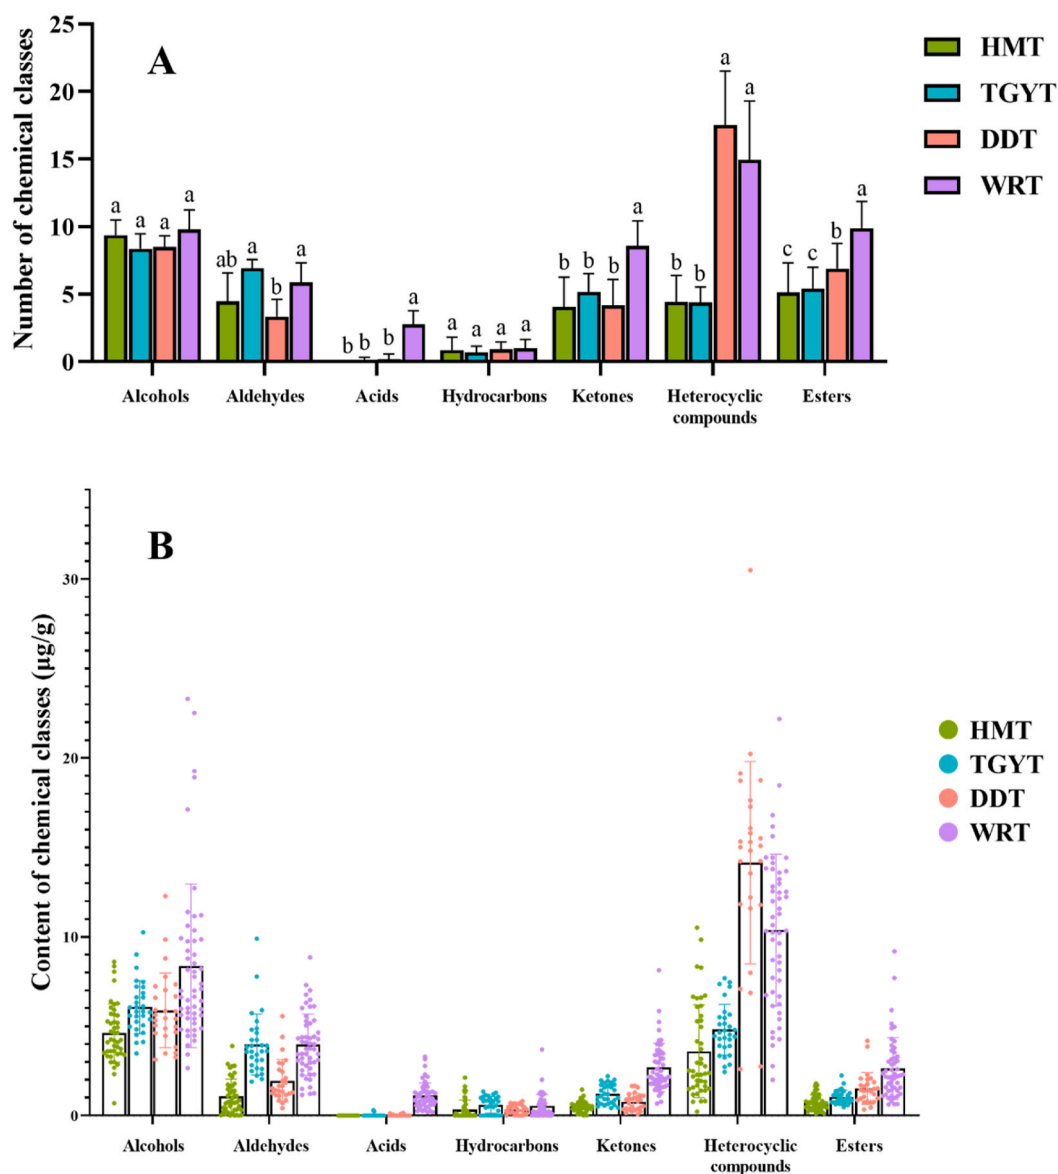 A
Number of chemical classes
25
20
15
10
5
0
a a a a
ab a b a
b b b a
a a a a
b b b a
b b a a
c c b a
Alcohols Aldehydes Acids Hydrocarbons Ketones Heterocyclic compounds Esters
HMT
TGYT
DDT
WRT
B
Content of chemical classes (μg/g)
30
20
10
0
Alcohols Aldehydes Acids Hydrocarbons Ketones Heterocyclic compounds Esters
HMT
TGYT
DDT
WRT